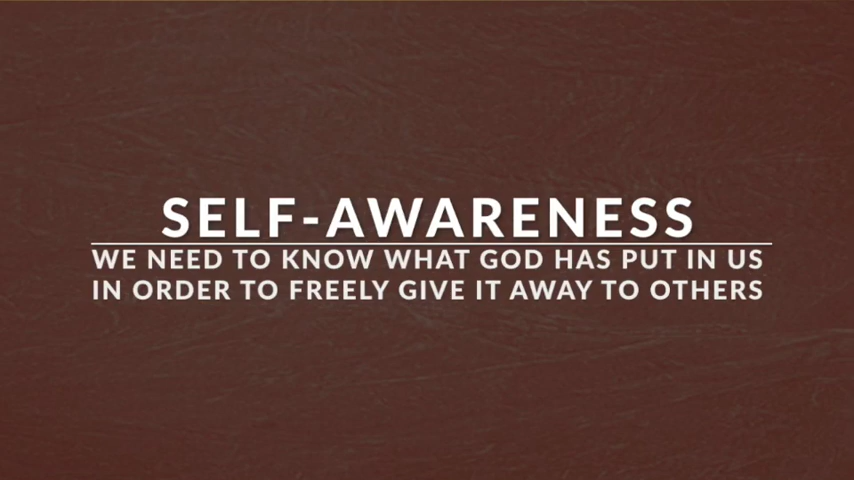 SELF-AWARENESS
WE NEED TO KNOW WHAT GOD HAS PUT IN US
IN ORDER TO FREELY GIVE IT AWAY TO OTHERS